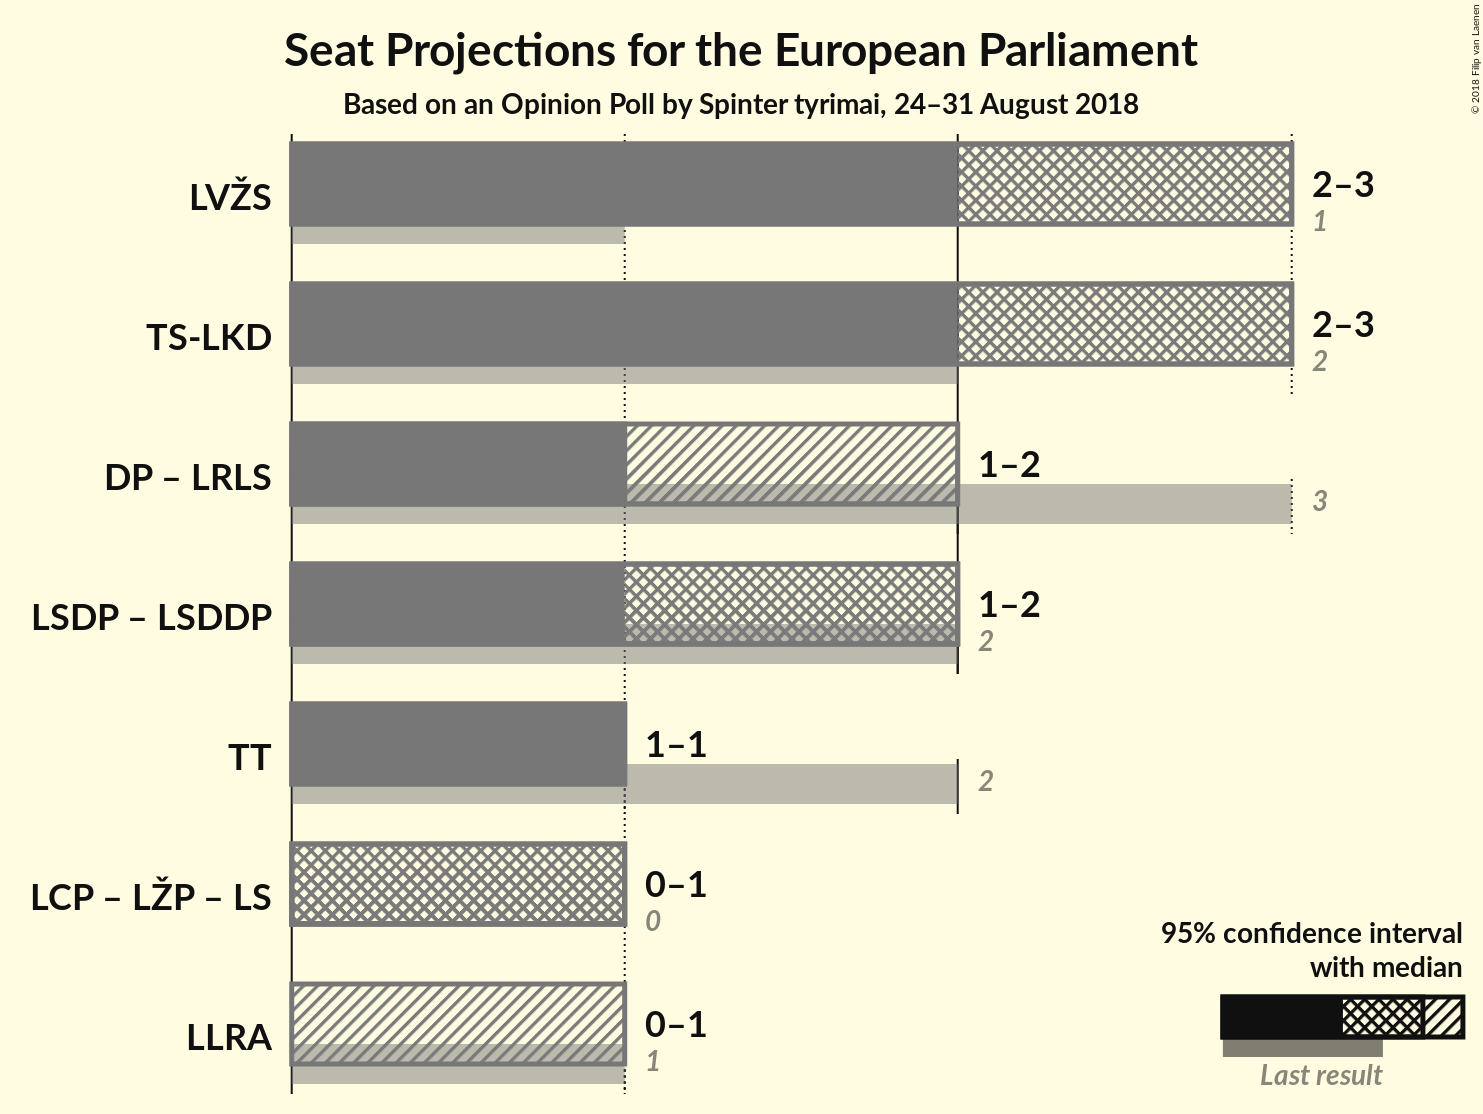 Seat Projections for the European Parliament
Based on an Opinion Poll by Spinter tyrimai, 24–31 August 2018
© 2018 Filip van Laenen
LVŽS
2–3
1
TS-LKD
2–3
2
DP – LRLS
1–2
3
LSDP – LSDDP
1–2
2
TT
1–1
2
LCP – LŽP – LS
0–1
0
LLRA
0–1
1
95% confidence interval
with median
Last result